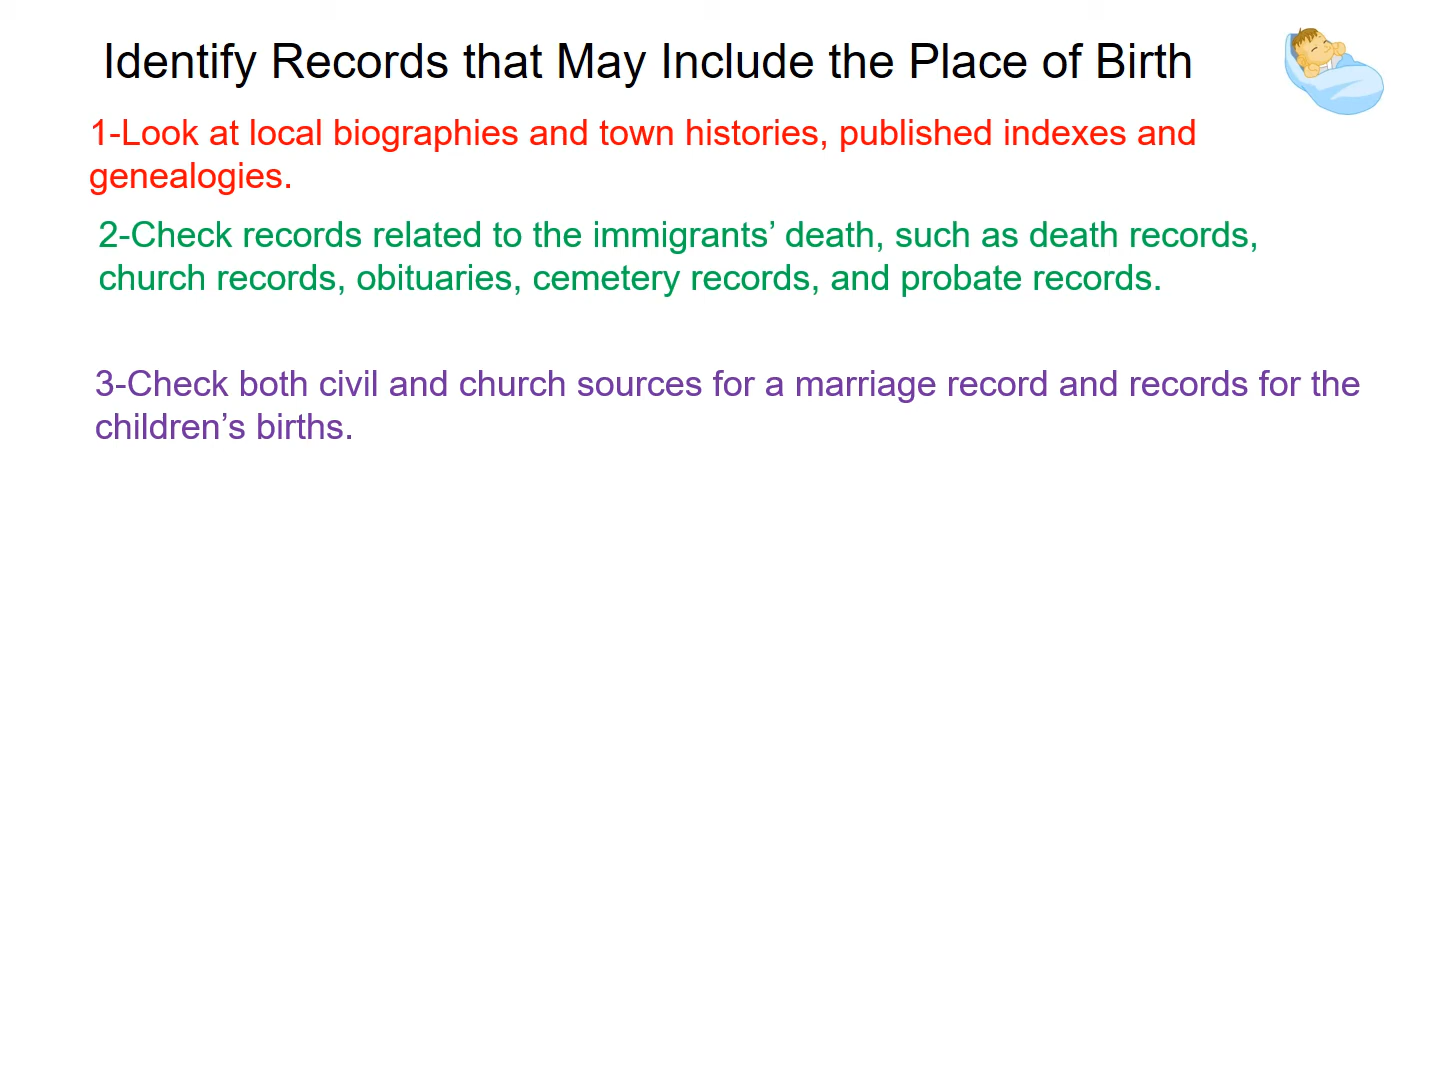 Identify Records that May Include the Place of Birth
1-Look at local biographies and town histories, published indexes and
genealogies.
2-Check records related to the immigrants’ death, such as death records,
church records, obituaries, cemetery records, and probate records.
3-Check both civil and church sources for a marriage record and records for the
children’s births.